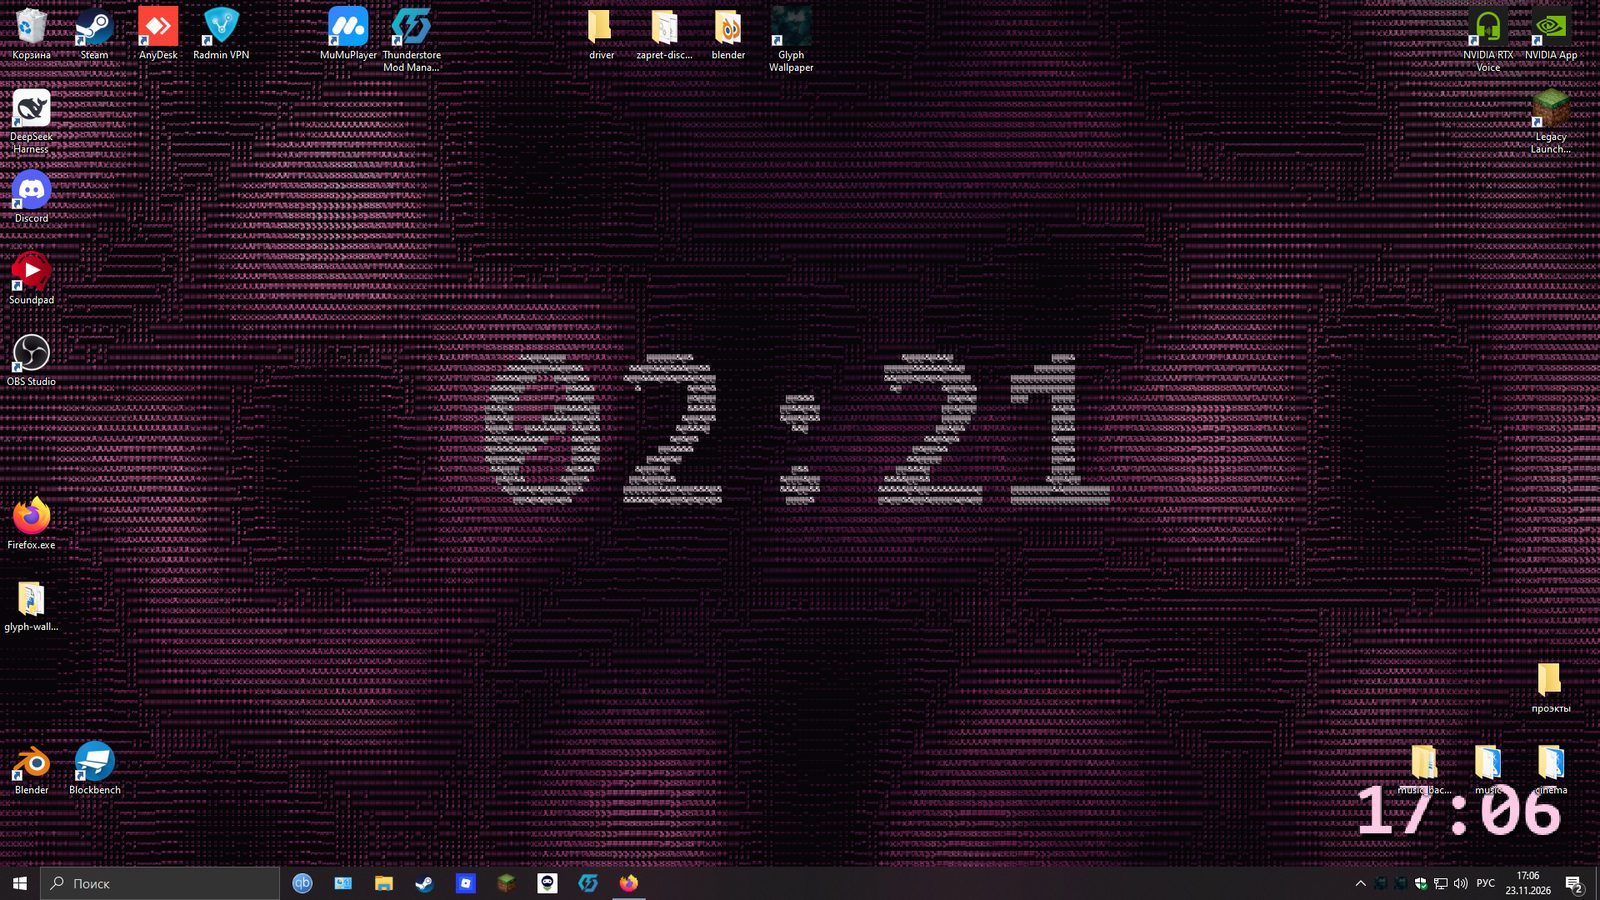 Корзина
Steam
AnyDesk
Radmin VPN
MuMuPlayer
Thunderstore
Mod Mana...
driver
zapret-disc...
blender
Glyph
Wallpaper
NVIDIA RTX
Voice
NVIDIA App
DeepSeek
Harness
Legacy
Launch...
Discord
Soundpad
OBS Studio
02:21
Firefox.exe
glyph-wall...
проэкты
Blender
Blockbench
music bac...
music
cinema
17:06
Поиск
qb
РУС
17:06
23.11.2026
2